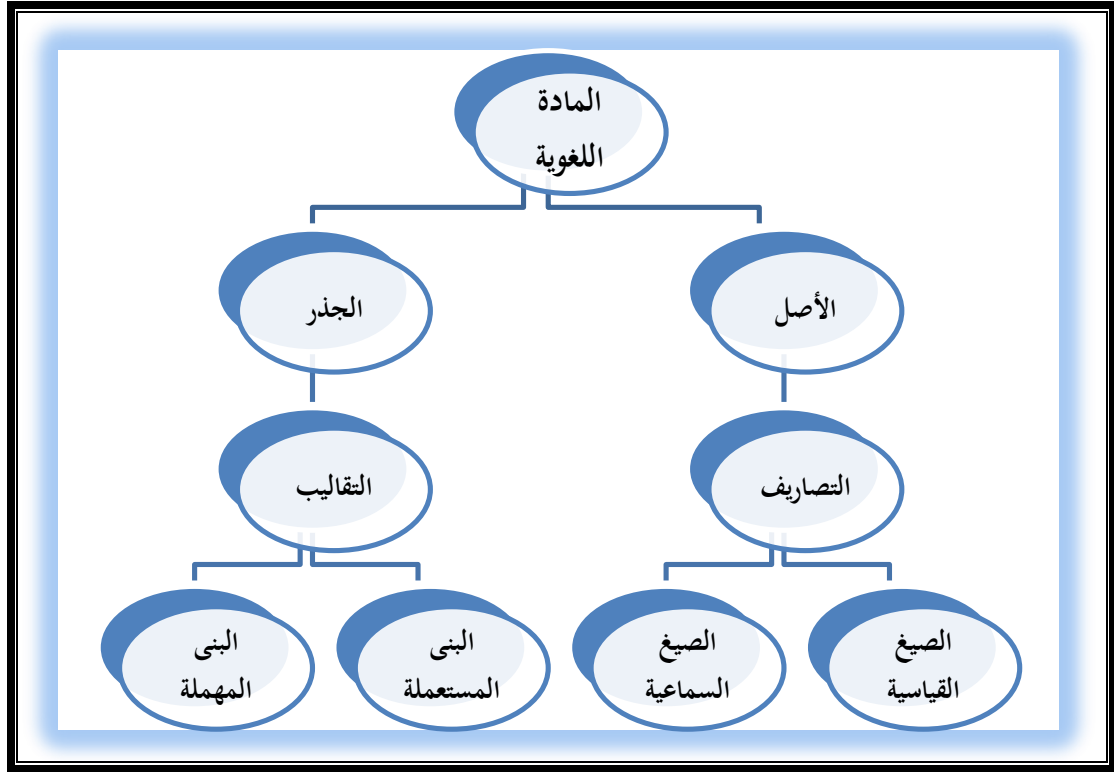 المادة
اللغوية
الأصل
الجذر
التصاريف
التقاليب
الصيغ
القياسية
الصيغ
السماعية
البنى
المستعملة
البنى
المهملة